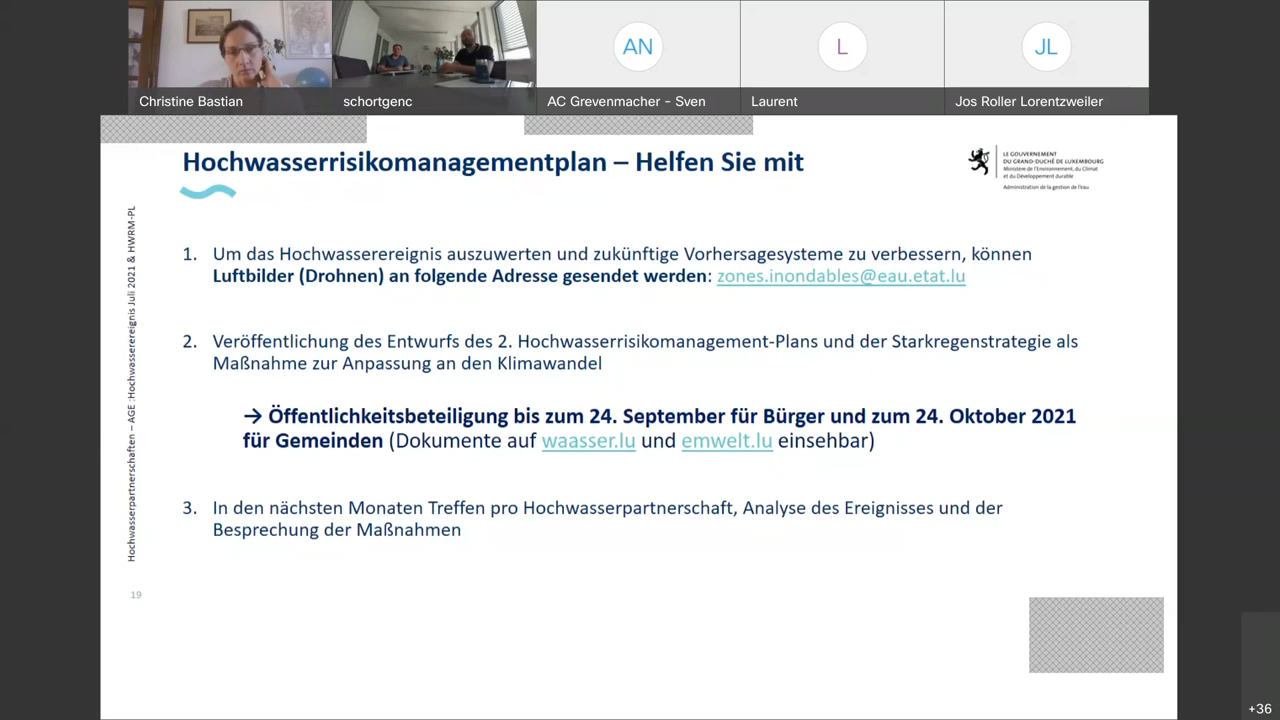 AN
L
JL
Christine Bastian
schortgenc
AC Grevenmacher - Sven
Laurent
Jos Roller Lorentzweiler
Hochwasserrisikomanagementplan – Helfen Sie mit
LE GOUVERNEMENT
DU GRAND-DUCHÉ DE LUXEMBOURG
Ministère de l'Environnement, du Climat
et du Développement durable
Administration de la gestion de l'eau
Hochwasserpartnerschaften – AGE :Hochwasserereignis Juli 2021 & HWRM-PL
1. Um das Hochwasserereignis auszuwerten und zukünftige Vorhersagesysteme zu verbessern, können
Luftbilder (Drohnen) an folgende Adresse gesendet werden: zones.inondables@eau.etat.lu
2. Veröffentlichung des Entwurfs des 2. Hochwasserrisikomanagement-Plans und der Starkregenstrategie als
Maßnahme zur Anpassung an den Klimawandel
→ Öffentlichkeitsbeteiligung bis zum 24. September für Bürger und zum 24. Oktober 2021
für Gemeinden (Dokumente auf waasser.lu und emwelt.lu einsehbar)
3. In den nächsten Monaten Treffen pro Hochwasserpartnerschaft, Analyse des Ereignisses und der
Besprechung der Maßnahmen
19
+36